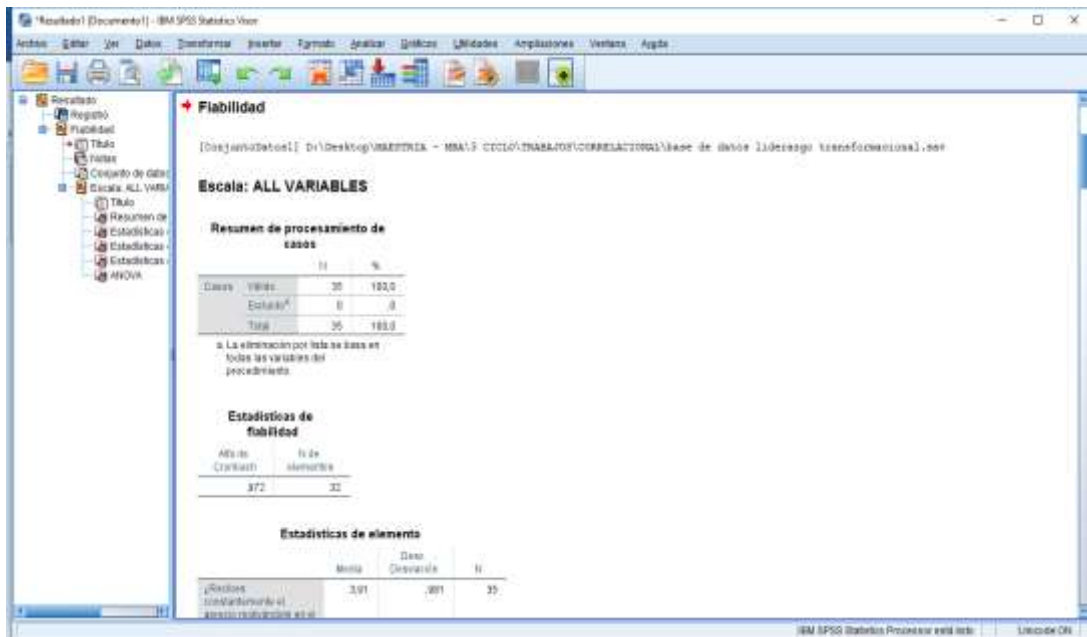 *Resultado1 [Documento1] - IBM SPSS Statistics Visor
Archivo Editar Ver Datos Transformar Insertar Formato Analizar Gráficos Utilidades Ampliaciones Ventana Ayuda
Resultado
Registro
Fiabilidad
Título
Notas
Conjunto de datos
Escala: ALL VARIA
Título
Resumen de
Estadísticas
Estadísticas
Estadísticas
ANOVA
Fiabilidad
[ConjuntoDatos1] D:\Desktop\MAESTRIA - MBA\3 CICLO\TRABAJOS\CORRELACIONAL\base de datos liderazgo transformacional.sav
Escala: ALL VARIABLES
Resumen de procesamiento de
casos
N %
Casos Válido 35 100,0
Excluido a 0 ,0
Total 35 100,0
a. La eliminación por lista se basa en
todas las variables del
procedimiento.
Estadísticas de
fiabilidad
Alfa de
Cronbach
N de
elementos
,972 32
Estadísticas de elemento
Media
Desv.
Desviación
N
¿Recibes 3,91 35
constantemente el
IBM SPSS Statistics Processor está listo
Unicode:ON